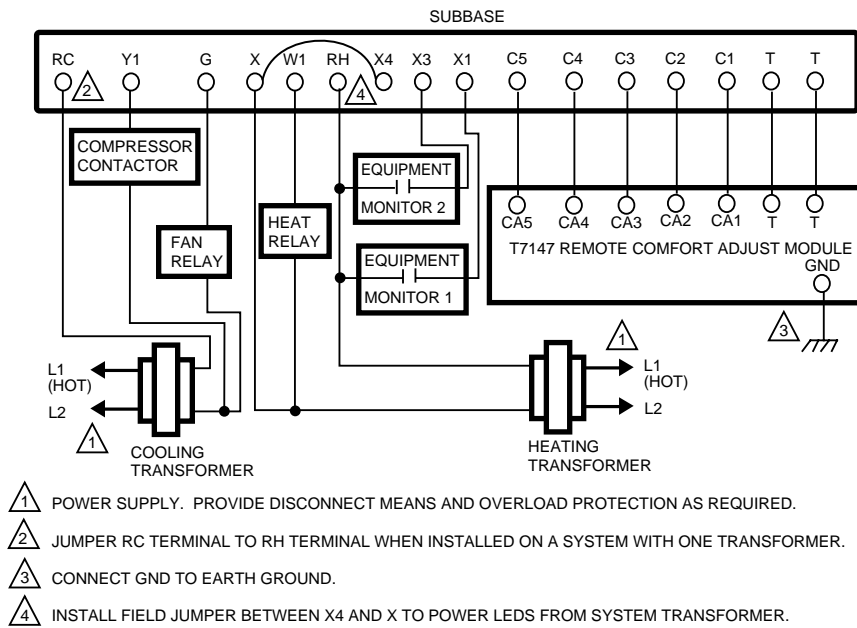 SUBBASE
RC Y1 G X W1 RH X4 X3 X1 C5 C4 C3 C2 C1 T T
2
4
COMPRESSOR
CONTACTOR
FAN
RELAY
HEAT
RELAY
EQUIPMENT
MONITOR 2
EQUIPMENT
MONITOR 1
CA5 CA4 CA3 CA2 CA1 T T
T7147 REMOTE COMFORT ADJUST MODULE
GND
3
L1
(HOT)
L2
1
COOLING
TRANSFORMER
1
L1
(HOT)
L2
HEATING
TRANSFORMER
1 POWER SUPPLY. PROVIDE DISCONNECT MEANS AND OVERLOAD PROTECTION AS REQUIRED.
2 JUMPER RC TERMINAL TO RH TERMINAL WHEN INSTALLED ON A SYSTEM WITH ONE TRANSFORMER.
3 CONNECT GND TO EARTH GROUND.
4 INSTALL FIELD JUMPER BETWEEN X4 AND X TO POWER LEDS FROM SYSTEM TRANSFORMER.